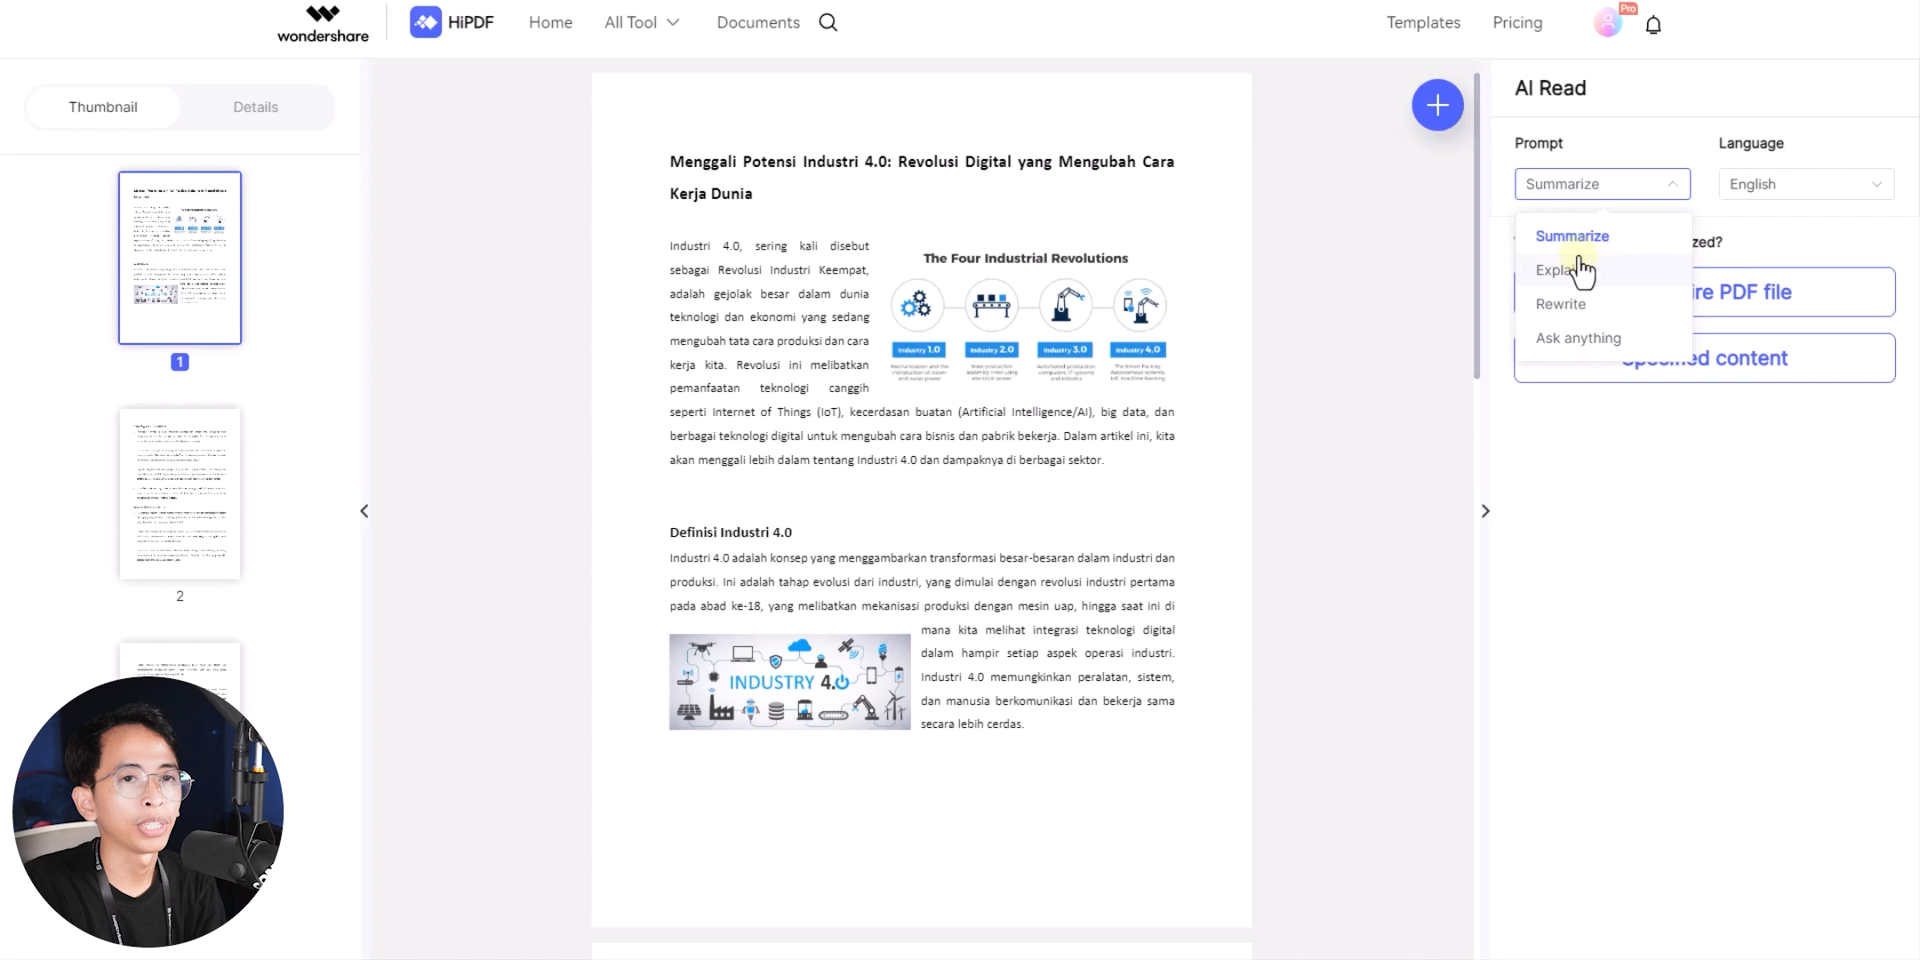 wondershare
HiPDF
Home
All Tool
Documents
Templates
Pricing
Pro
Thumbnail
Details
1
2
Menggali Potensi Industri 4.0: Revolusi Digital yang Mengubah Cara
Kerja Dunia
Industri 4.0, sering kali disebut
sebagai Revolusi Industri Keempat,
adalah gejolak besar dalam dunia
teknologi dan ekonomi yang sedang
mengubah tata cara produksi dan cara
kerja kita. Revolusi ini melibatkan
pemanfaatan teknologi canggih
The Four Industrial Revolutions
Industry 1.0
Industry 2.0
Industry 3.0
Industry 4.0
seperti Internet of Things (IoT), kecerdasan buatan (Artificial Intelligence/AI), big data, dan
berbagai teknologi digital untuk mengubah cara bisnis dan pabrik bekerja. Dalam artikel ini, kita
akan menggali lebih dalam tentang Industri 4.0 dan dampaknya di berbagai sektor.
Definisi Industri 4.0
Industri 4.0 adalah konsep yang menggambarkan transformasi besar-besaran dalam industri dan
produksi. Ini adalah tahap evolusi dari industri, yang dimulai dengan revolusi industri pertama
pada abad ke-18, yang melibatkan mekanisasi produksi dengan mesin uap, hingga saat ini di
mana kita melihat integrasi teknologi digital
dalam hampir setiap aspek operasi industri.
Industri 4.0 memungkinkan peralatan, sistem,
dan manusia berkomunikasi dan bekerja sama
secara lebih cerdas.
INDUSTRY 4.0
AI Read
Prompt
Language
Summarize
English
Summarize
Rewrite
Ask anything
PDF file
content